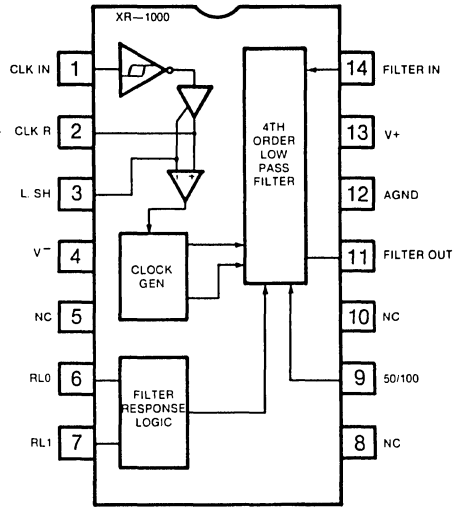 XR-1000
CLK IN 1
14 FILTER IN
CLK R 2
13 V+
4TH
ORDER
LOW
PASS
FILTER
L. SH 3
- +
12 AGND
V- 4
CLOCK
GEN
11 FILTER OUT
NC 5
10 NC
RL0 6
9 50/100
FILTER
RESPONSE
LOGIC
RL1 7
8 NC